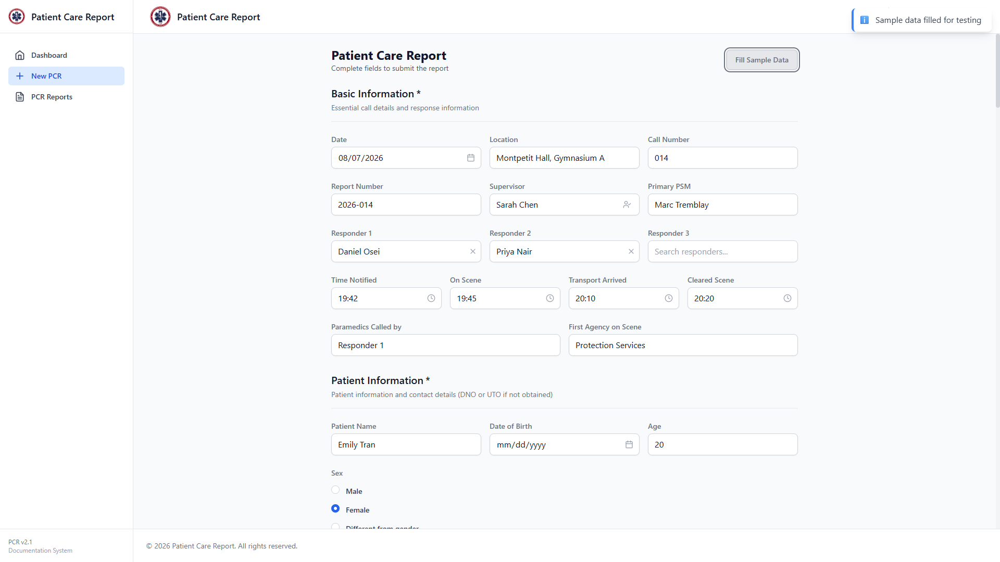 Patient Care Report
Patient Care Report
Sample data filled for testing
Dashboard
New PCR
PCR Reports
Patient Care Report
Complete fields to submit the report
Fill Sample Data
Basic Information *
Essential call details and response information
Date
Location
Call Number
08/07/2026
Montpetit Hall, Gymnasium A
014
Report Number
Supervisor
Primary PSM
2026-014
Sarah Chen
Marc Tremblay
Responder 1
Responder 2
Responder 3
Daniel Osei
Priya Nair
Search responders...
Time Notified
On Scene
Transport Arrived
Cleared Scene
19:42
19:45
20:10
20:20
Paramedics Called by
First Agency on Scene
Responder 1
Protection Services
Patient Information *
Patient information and contact details (DNO or UTO if not obtained)
Patient Name
Date of Birth
Age
Emily Tran
mm/dd/yyyy
20
Sex
Male
Female
Different from gender
PCR v2.1
Documentation System
© 2026 Patient Care Report. All rights reserved.